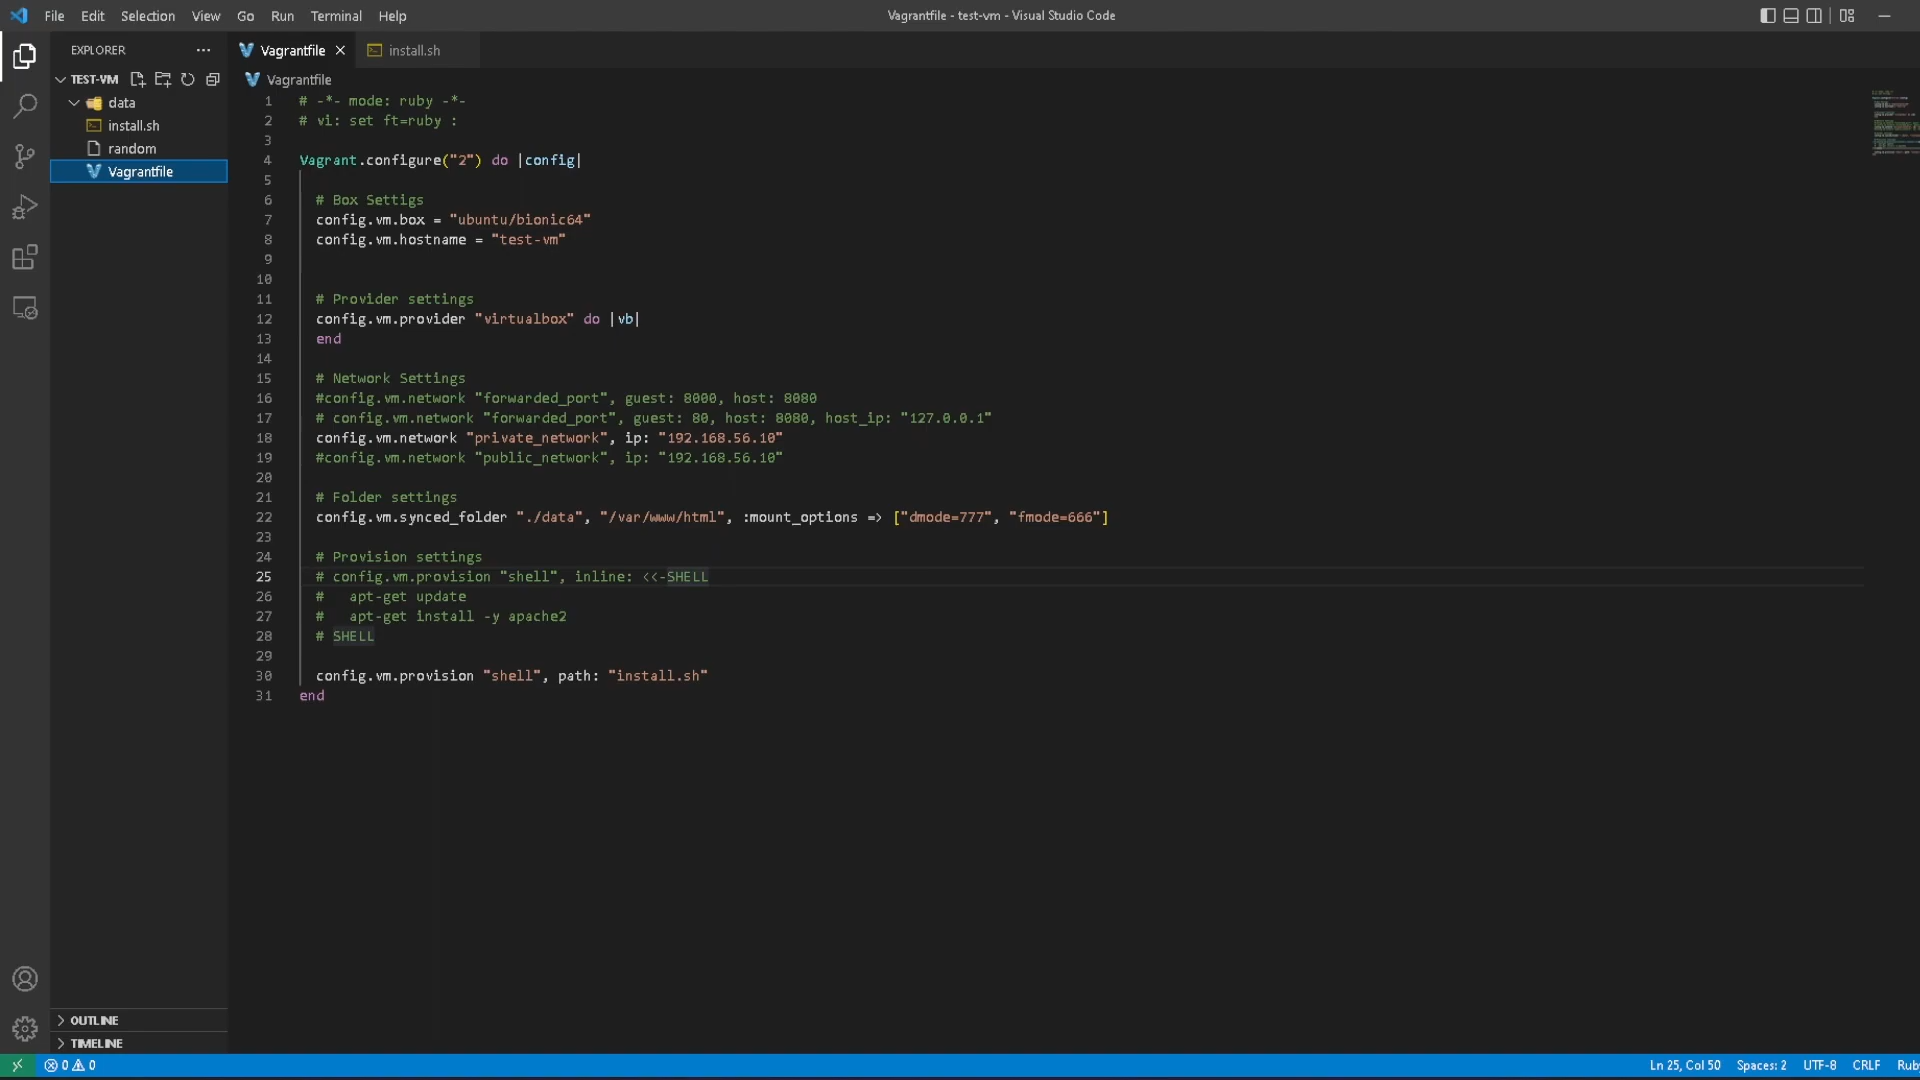 File Edit Selection View Go Run Terminal Help
Vagrantfile - test-vm - Visual Studio Code
EXPLORER
TEST-VM
data
install.sh
random
Vagrantfile
OUTLINE
TIMELINE
Vagrantfile install.sh
Vagrantfile
1 # -*- mode: ruby -*-
2 # vi: set ft=ruby :
3
4 Vagrant.configure("2") do |config|
5
6 # Box Settigs
7 config.vm.box = "ubuntu/bionic64"
8 config.vm.hostname = "test-vm"
9
10
11 # Provider settings
12 config.vm.provider "virtualbox" do |vb|
13 end
14
15 # Network Settings
16 #config.vm.network "forwarded_port", guest: 8000, host: 8080
17 # config.vm.network "forwarded_port", guest: 80, host: 8080, host_ip: "127.0.0.1"
18 config.vm.network "private_network", ip: "192.168.56.10"
19 #config.vm.network "public_network", ip: "192.168.56.10"
20
21 # Folder settings
22 config.vm.synced_folder "./data", "/var/www/html", :mount_options => ["dmode=777", "fmode=666"]
23
24 # Provision settings
25 # config.vm.provision "shell", inline: <<-SHELL
26 #   apt-get update
27 #   apt-get install -y apache2
28 # SHELL
29
30 config.vm.provision "shell", path: "install.sh"
31 end
0 0
Ln 25, Col 50 Spaces: 2 UTF-8 CRLF Rub